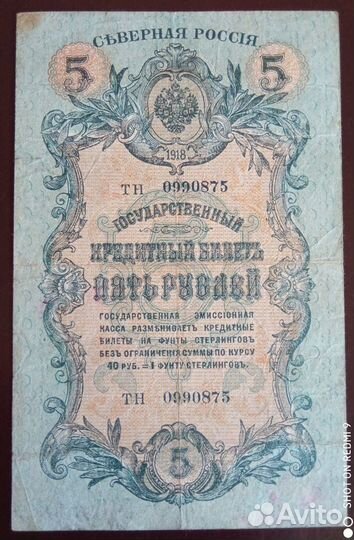 СѢВЕРНАЯ РОССІЯ
5 5
1918
ТН 0990875
ГОСУДАРСТВЕННЫЙ
КРЕДИТНЫЙ БИЛЕТЪ
ПЯТЬ РУБЛЕЙ
ГОСУДАРСТВЕННАЯ ЭМИССІОННАЯ
КАССА РАЗМѢНИВАЕТЪ КРЕДИТНЫЕ
БИЛЕТЫ НА ФУНТЫ СТЕРЛИНГОВЪ
БЕЗЪ ОГРАНИЧЕНІЯ СУММЫ ПО КУРСУ
40 РУБ. = 1 ФУНТУ СТЕРЛИНГОВЪ.
ТН 0990875
5
SHOT ON REDMI 9
Avito